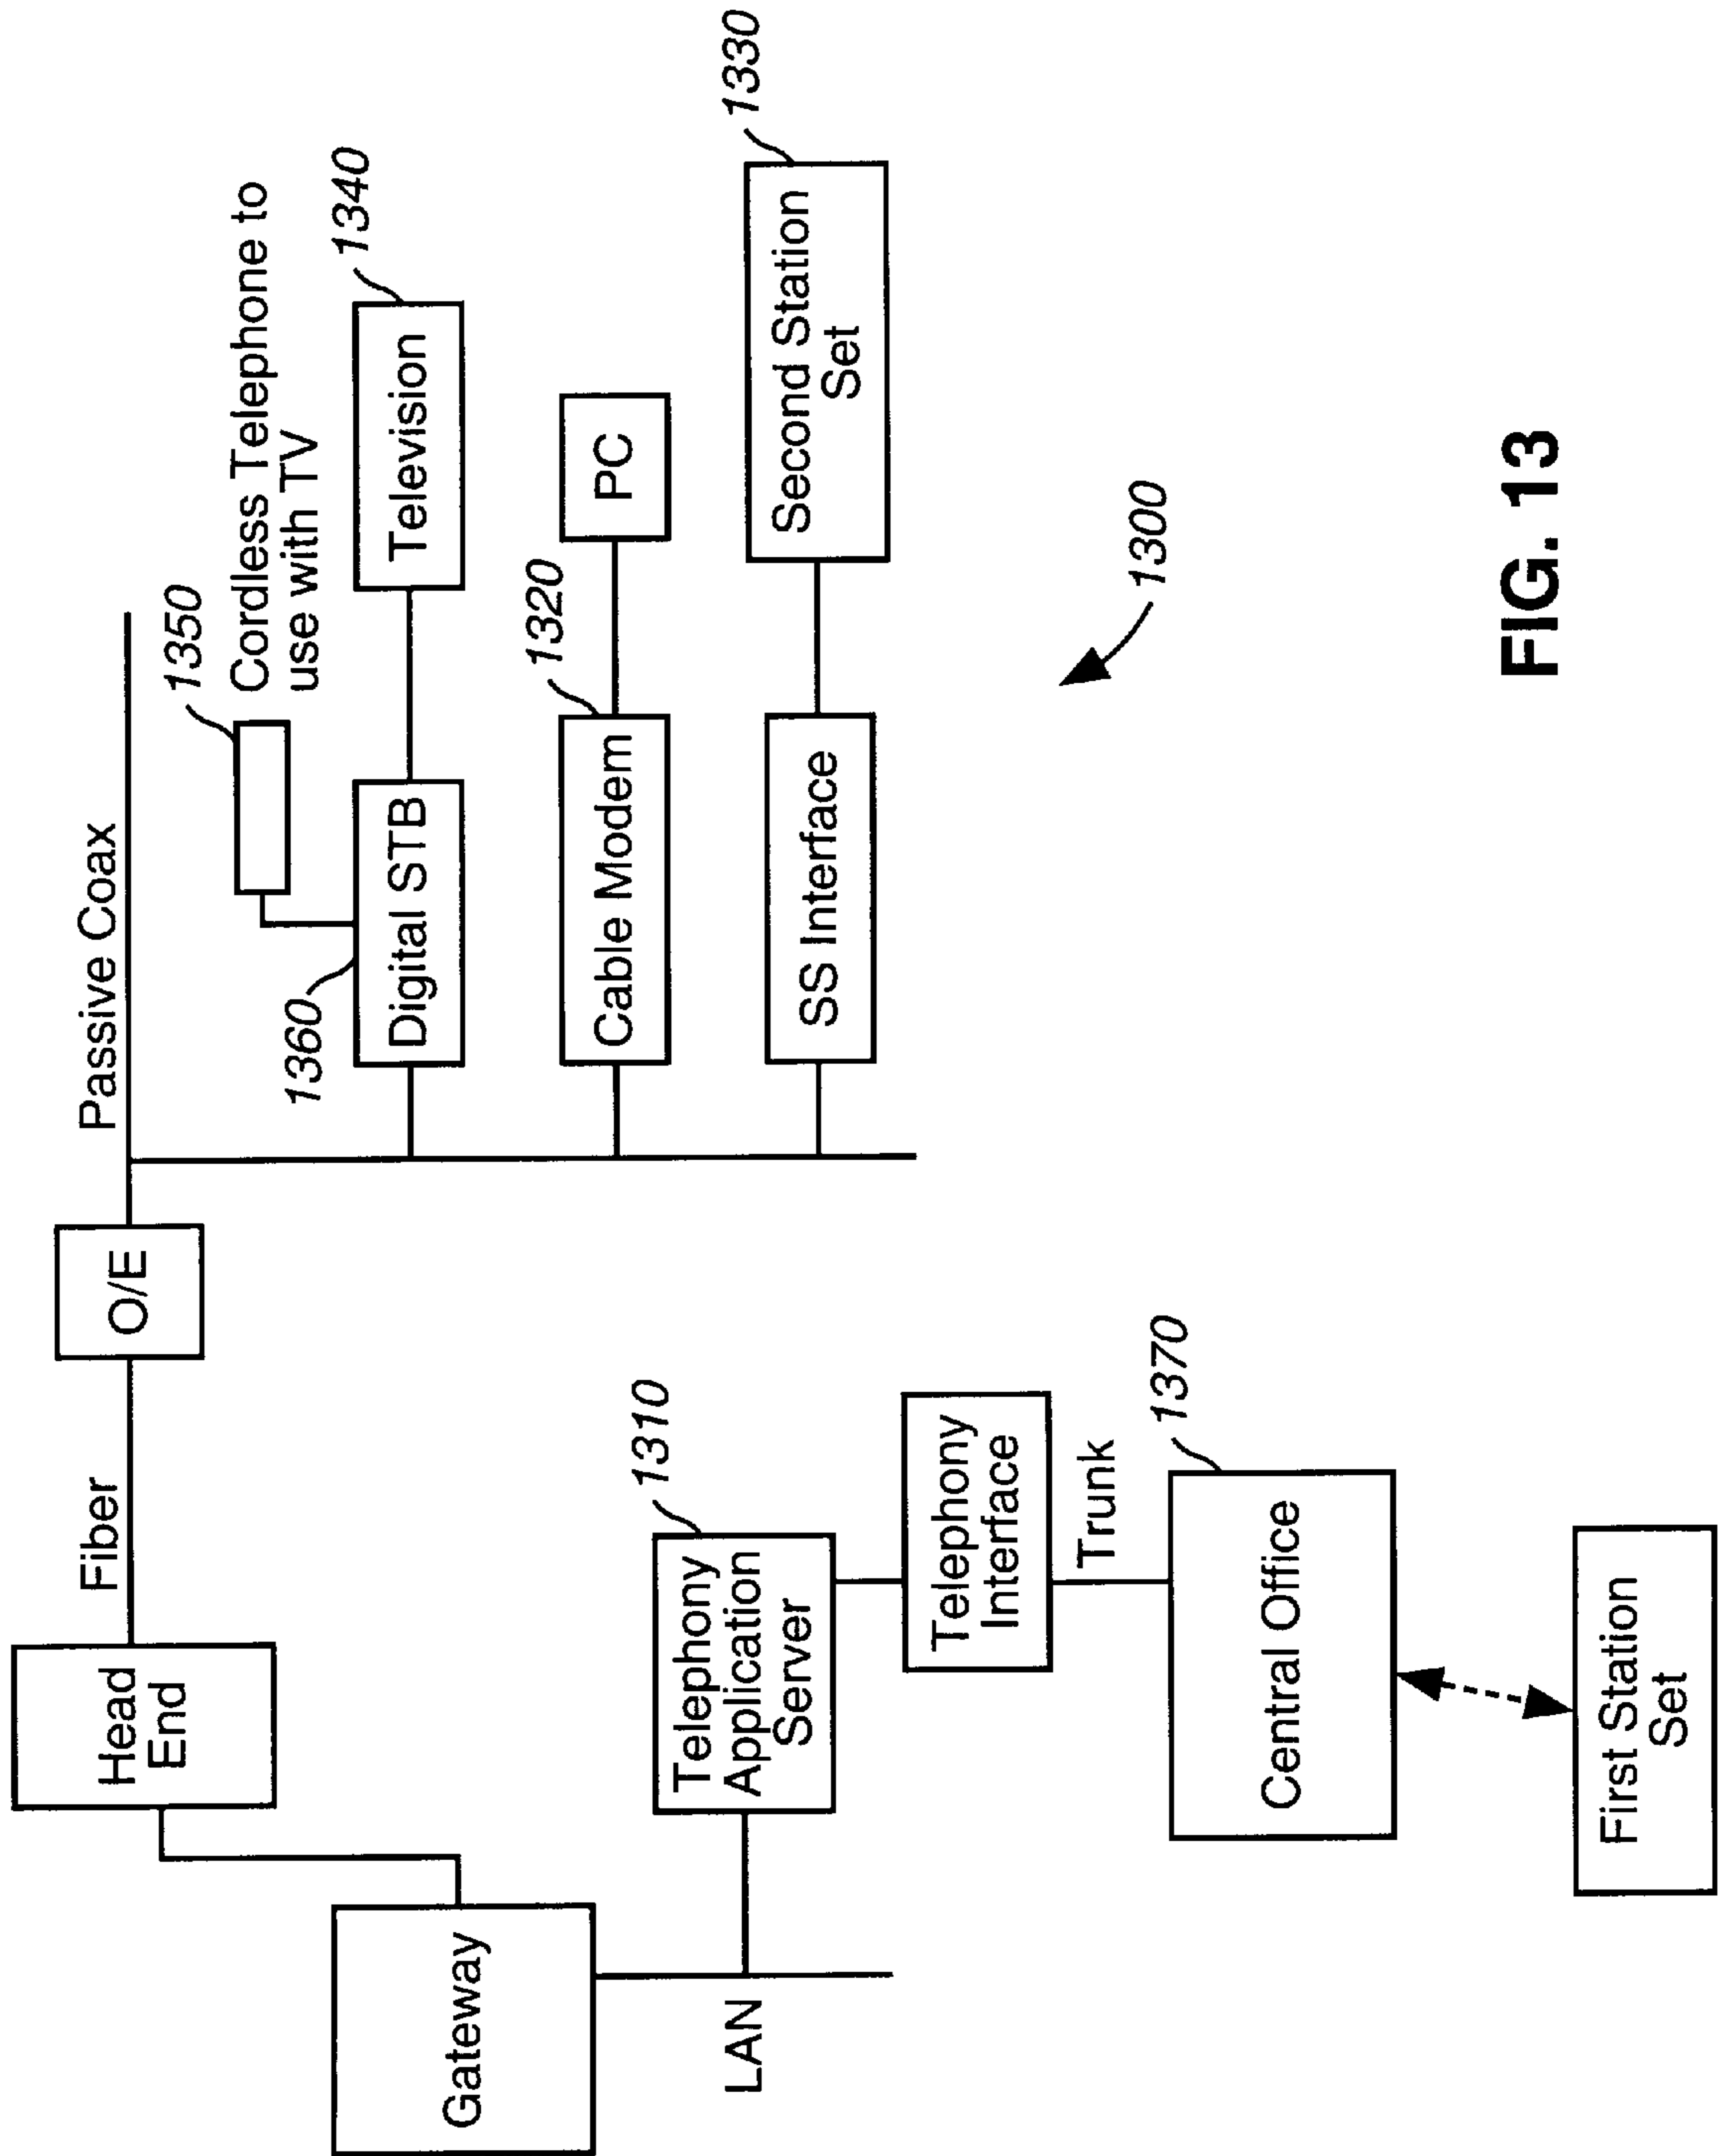 Passive Coax
Fiber
Head
End
O/E
1350
Cordless Telephone to
use with TV
1360
Digital STB
Television
1340
Gateway
LAN
Telephony
Application
Server
1310
Cable Modem
1320
PC
Telephony
Interface
Trunk
SS Interface
Second Station
Set
1330
Central Office
1370
1300
First Station
Set
FIG. 13